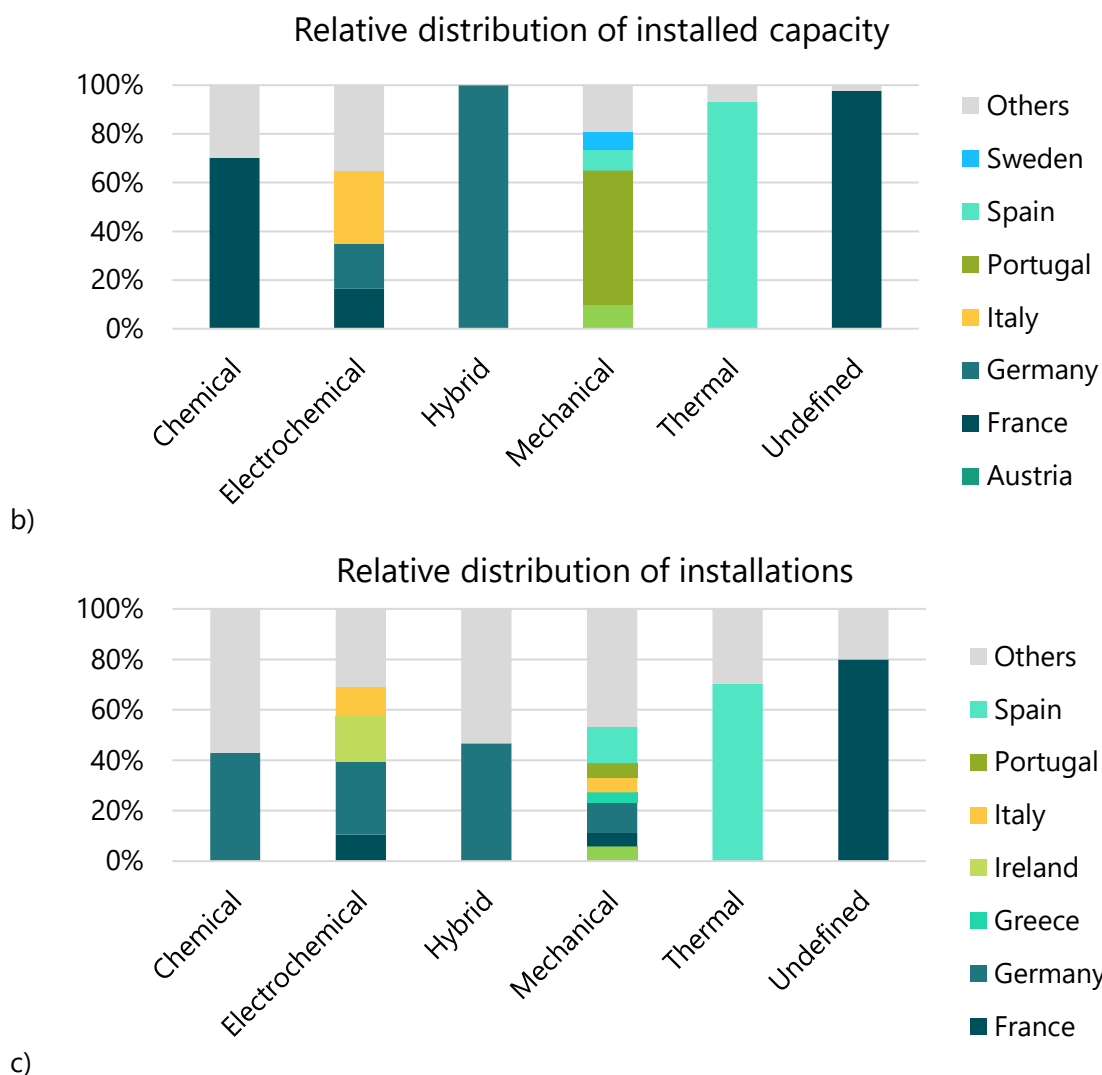 Relative distribution of installed capacity
100%
80%
60%
40%
20%
0%
Chemical
Electrochemical
Hybrid
Mechanical
Thermal
Undefined
Others
Sweden
Spain
Portugal
Italy
Germany
France
Austria
b)
Relative distribution of installations
100%
80%
60%
40%
20%
0%
Chemical
Electrochemical
Hybrid
Mechanical
Thermal
Undefined
Others
Spain
Portugal
Italy
Ireland
Greece
Germany
France
c)